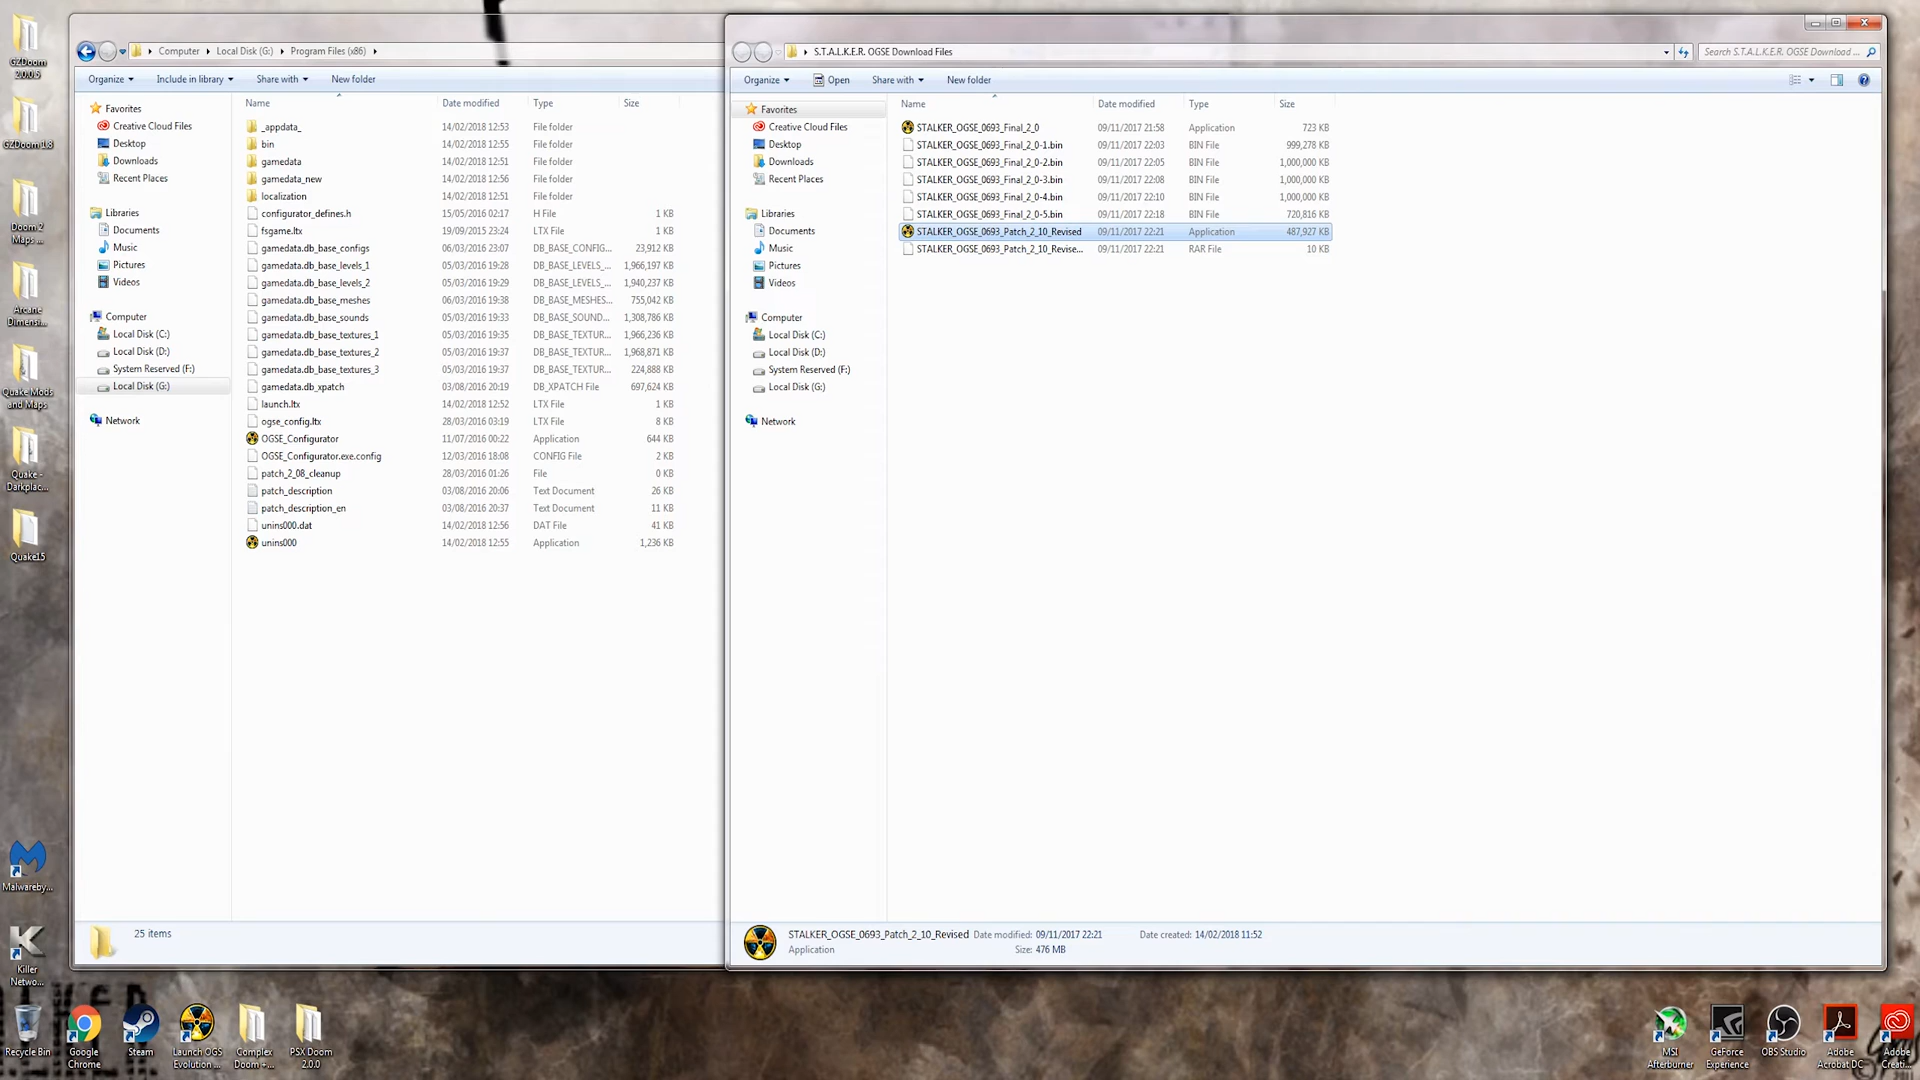 GZDoom
2.0.0.5
GZDoom 1.8
Doom 2
Maps ...
Arcane
Dimensi...
Quake Mods
and Maps
Quake -
Darkplac...
Quake1.5
Malwareby...
Killer
Netwo...
Recycle Bin
Google
Chrome
Steam
Launch OGS
Evolution ...
Complex
Doom +...
PSX Doom
2.0.0
MSI
Afterburner
GeForce
Experience
OBS Studio
Adobe
Acrobat DC
Adobe
Creati...
Computer Local Disk (G:) Program Files (x86)
Organize Include in library Share with New folder
Favorites
Creative Cloud Files
Desktop
Downloads
Recent Places
Libraries
Documents
Music
Pictures
Videos
Computer
Local Disk (C:)
Local Disk (D:)
System Reserved (F:)
Local Disk (G:)
Network
Name Date modified Type Size
_appdata_ 14/02/2018 12:53 File folder
bin 14/02/2018 12:55 File folder
gamedata 14/02/2018 12:51 File folder
gamedata_new 14/02/2018 12:56 File folder
localization 14/02/2018 12:51 File folder
configurator_defines.h 15/05/2016 02:17 H File 1 KB
fsgame.ltx 19/09/2015 23:24 LTX File 1 KB
gamedata.db_base_configs 06/03/2016 23:07 DB_BASE_CONFIG... 23,912 KB
gamedata.db_base_levels_1 05/03/2016 19:28 DB_BASE_LEVELS_... 1,966,197 KB
gamedata.db_base_levels_2 05/03/2016 19:29 DB_BASE_LEVELS_... 1,940,237 KB
gamedata.db_base_meshes 06/03/2016 19:38 DB_BASE_MESHES... 755,042 KB
gamedata.db_base_sounds 05/03/2016 19:33 DB_BASE_SOUND... 1,308,786 KB
gamedata.db_base_textures_1 05/03/2016 19:35 DB_BASE_TEXTUR... 1,966,236 KB
gamedata.db_base_textures_2 05/03/2016 19:37 DB_BASE_TEXTUR... 1,968,871 KB
gamedata.db_base_textures_3 05/03/2016 19:37 DB_BASE_TEXTUR... 224,888 KB
gamedata.db_xpatch 03/08/2016 20:19 DB_XPATCH File 697,624 KB
launch.ltx 14/02/2018 12:52 LTX File 1 KB
ogse_config.ltx 28/03/2016 03:19 LTX File 8 KB
OGSE_Configurator 11/07/2016 00:22 Application 644 KB
OGSE_Configurator.exe.config 12/03/2016 18:08 CONFIG File 2 KB
patch_2_08_cleanup 28/03/2016 01:26 File 0 KB
patch_description 03/08/2016 20:06 Text Document 26 KB
patch_description_en 03/08/2016 20:37 Text Document 11 KB
unins000.dat 14/02/2018 12:56 DAT File 41 KB
unins000 14/02/2018 12:55 Application 1,236 KB
25 items
S.T.A.L.K.E.R. OGSE Download Files
Search S.T.A.L.K.E.R. OGSE Download ...
Organize Open Share with New folder
Favorites
Creative Cloud Files
Desktop
Downloads
Recent Places
Libraries
Documents
Music
Pictures
Videos
Computer
Local Disk (C:)
Local Disk (D:)
System Reserved (F:)
Local Disk (G:)
Network
Name Date modified Type Size
STALKER_OGSE_0693_Final_2_0 09/11/2017 21:58 Application 723 KB
STALKER_OGSE_0693_Final_2_0-1.bin 09/11/2017 22:03 BIN File 999,278 KB
STALKER_OGSE_0693_Final_2_0-2.bin 09/11/2017 22:05 BIN File 1,000,000 KB
STALKER_OGSE_0693_Final_2_0-3.bin 09/11/2017 22:08 BIN File 1,000,000 KB
STALKER_OGSE_0693_Final_2_0-4.bin 09/11/2017 22:10 BIN File 1,000,000 KB
STALKER_OGSE_0693_Final_2_0-5.bin 09/11/2017 22:18 BIN File 720,816 KB
STALKER_OGSE_0693_Patch_2_10_Revised 09/11/2017 22:21 Application 487,927 KB
STALKER_OGSE_0693_Patch_2_10_Revise... 09/11/2017 22:21 RAR File 10 KB
STALKER_OGSE_0693_Patch_2_10_Revised Date modified: 09/11/2017 22:21 Date created: 14/02/2018 11:52
Application Size: 476 MB